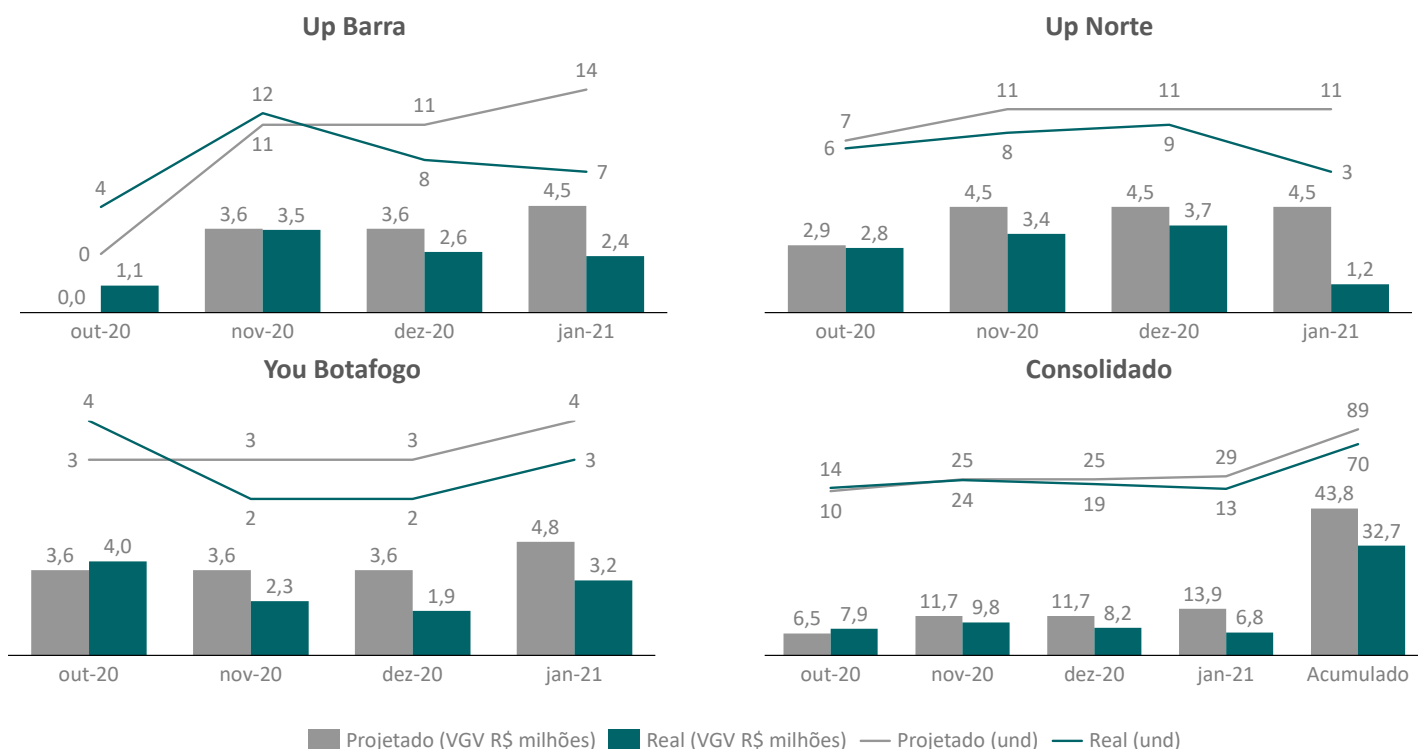 Up Barra
14
12
11
11
4
8
7
0
4,5
3,6
3,5
3,6
2,6
2,4
1,1
0,0
out-20
nov-20
dez-20
jan-21
Up Norte
11
11
11
7
6
8
9
3
4,5
4,5
4,5
3,4
3,7
2,9
2,8
1,2
out-20
nov-20
dez-20
jan-21
You Botafogo
4
4
3
3
3
3
2
2
4,8
3,6
4,0
3,6
3,6
3,2
2,3
1,9
out-20
nov-20
dez-20
jan-21
Consolidado
89
14
25
25
29
70
10
24
19
13
43,8
32,7
6,5
7,9
11,7
9,8
11,7
8,2
13,9
6,8
out-20
nov-20
dez-20
jan-21
Acumulado
Projetado (VGV R$ milhões)
Real (VGV R$ milhões)
Projetado (und)
Real (und)